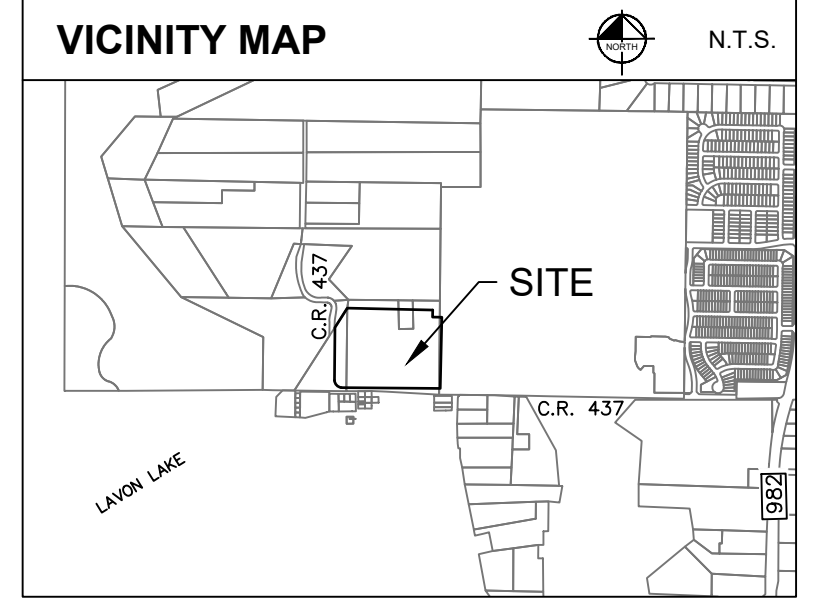 VICINITY MAP
NORTH
N.T.S.
C.R. 437
SITE
C.R. 437
LAVON LAKE
982